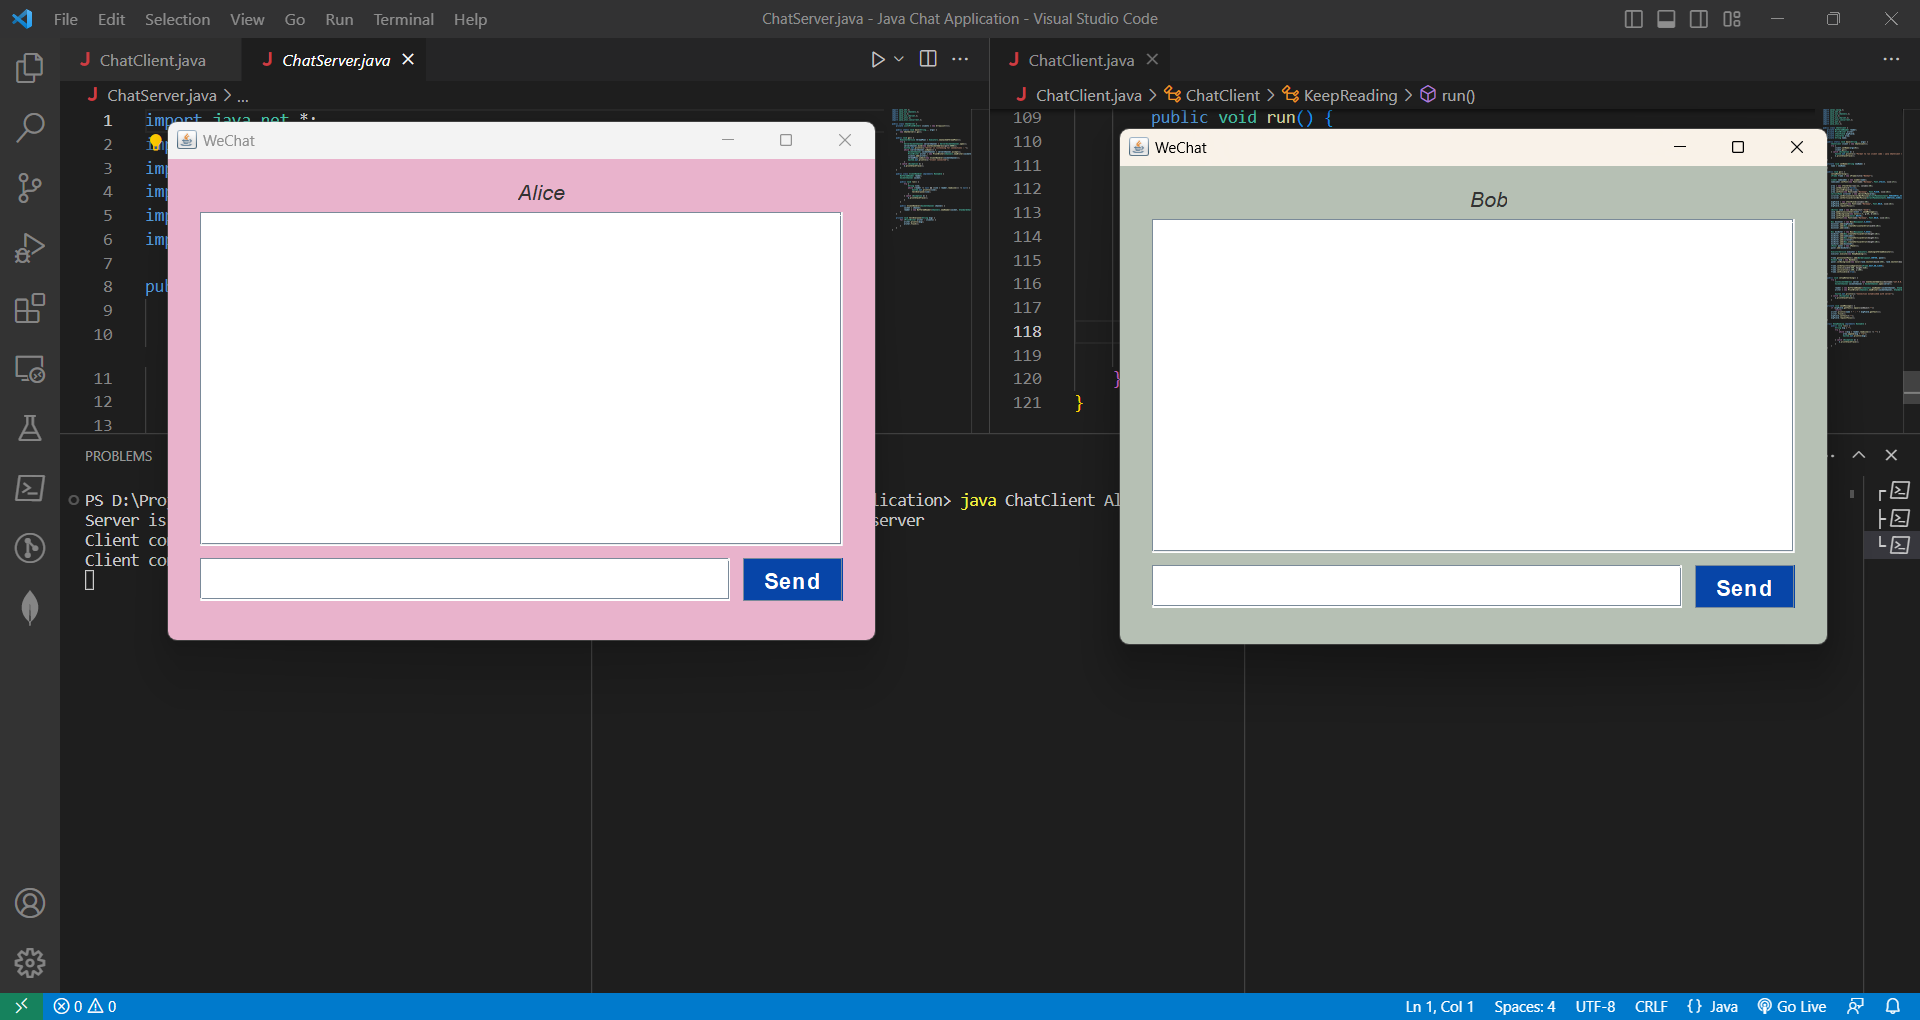 File Edit Selection View Go Run Terminal Help
ChatServer.java - Java Chat Application - Visual Studio Code
J ChatClient.java
J ChatServer.java
J ChatClient.java
J ChatServer.java > ...
J ChatClient.java > ChatClient > KeepReading > run()
1 import java.net.*;
2
3 im
4 im
5 im
6 im
7
8 pub
9
10
11
12
13
109 public void run() {
110
111
112
113
114
115
116
117
118
119
120 }
121 }
WeChat
Alice
Send
WeChat
Bob
Send
PROBLEMS
PS D:\Pro
Server is
Client co
Client co
lication> java ChatClient Al
server
0 0
Ln 1, Col 1 Spaces: 4 UTF-8 CRLF {} Java Go Live